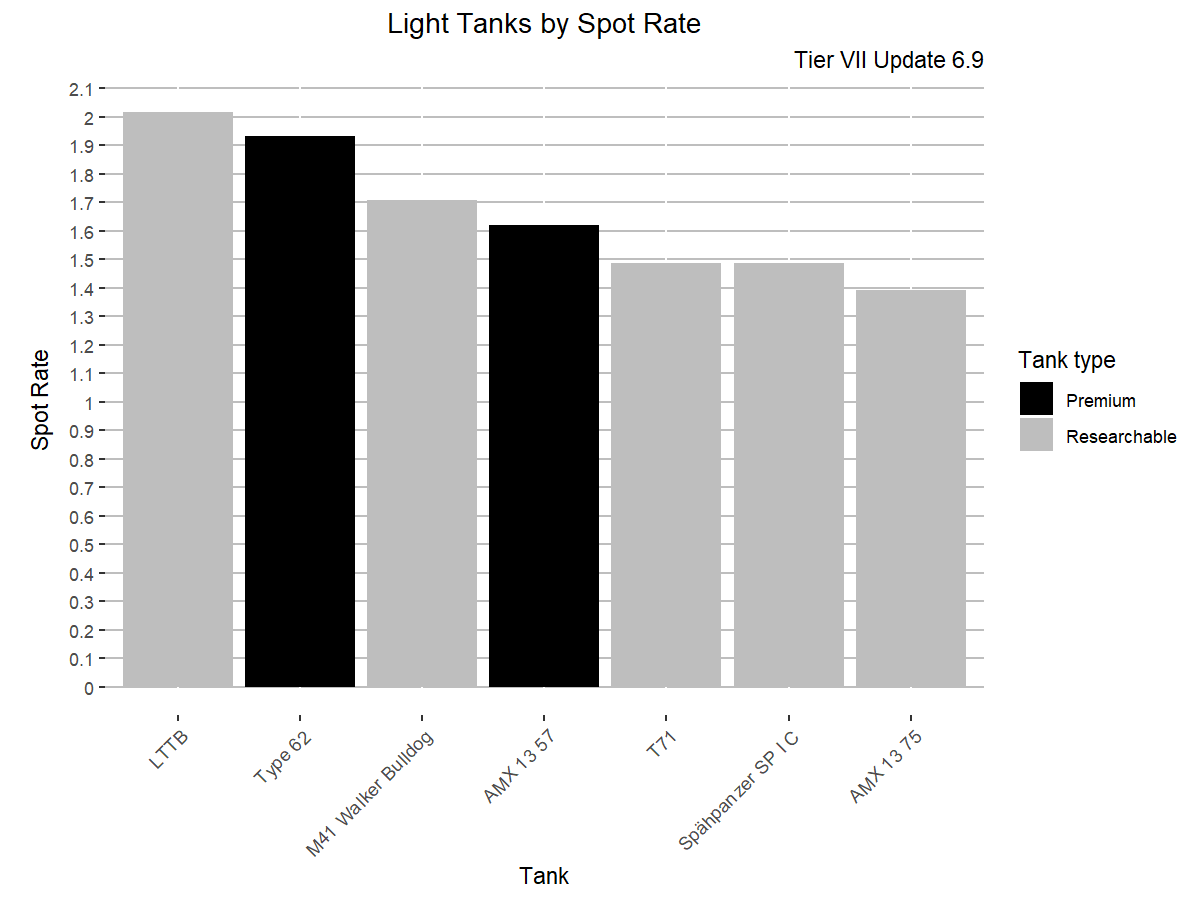 Light Tanks by Spot Rate
Tier VII Update 6.9
2.1
2
1.9
1.8
1.7
1.6
1.5
1.4
1.3
1.2
1.1
1
0.9
0.8
0.7
0.6
0.5
0.4
0.3
0.2
0.1
0
Spot Rate
LTTB
Type 62
M41 Walker Bulldog
AMX 13 57
T71
Spähpanzer SP I C
AMX 13 75
Tank
Tank type
Premium
Researchable